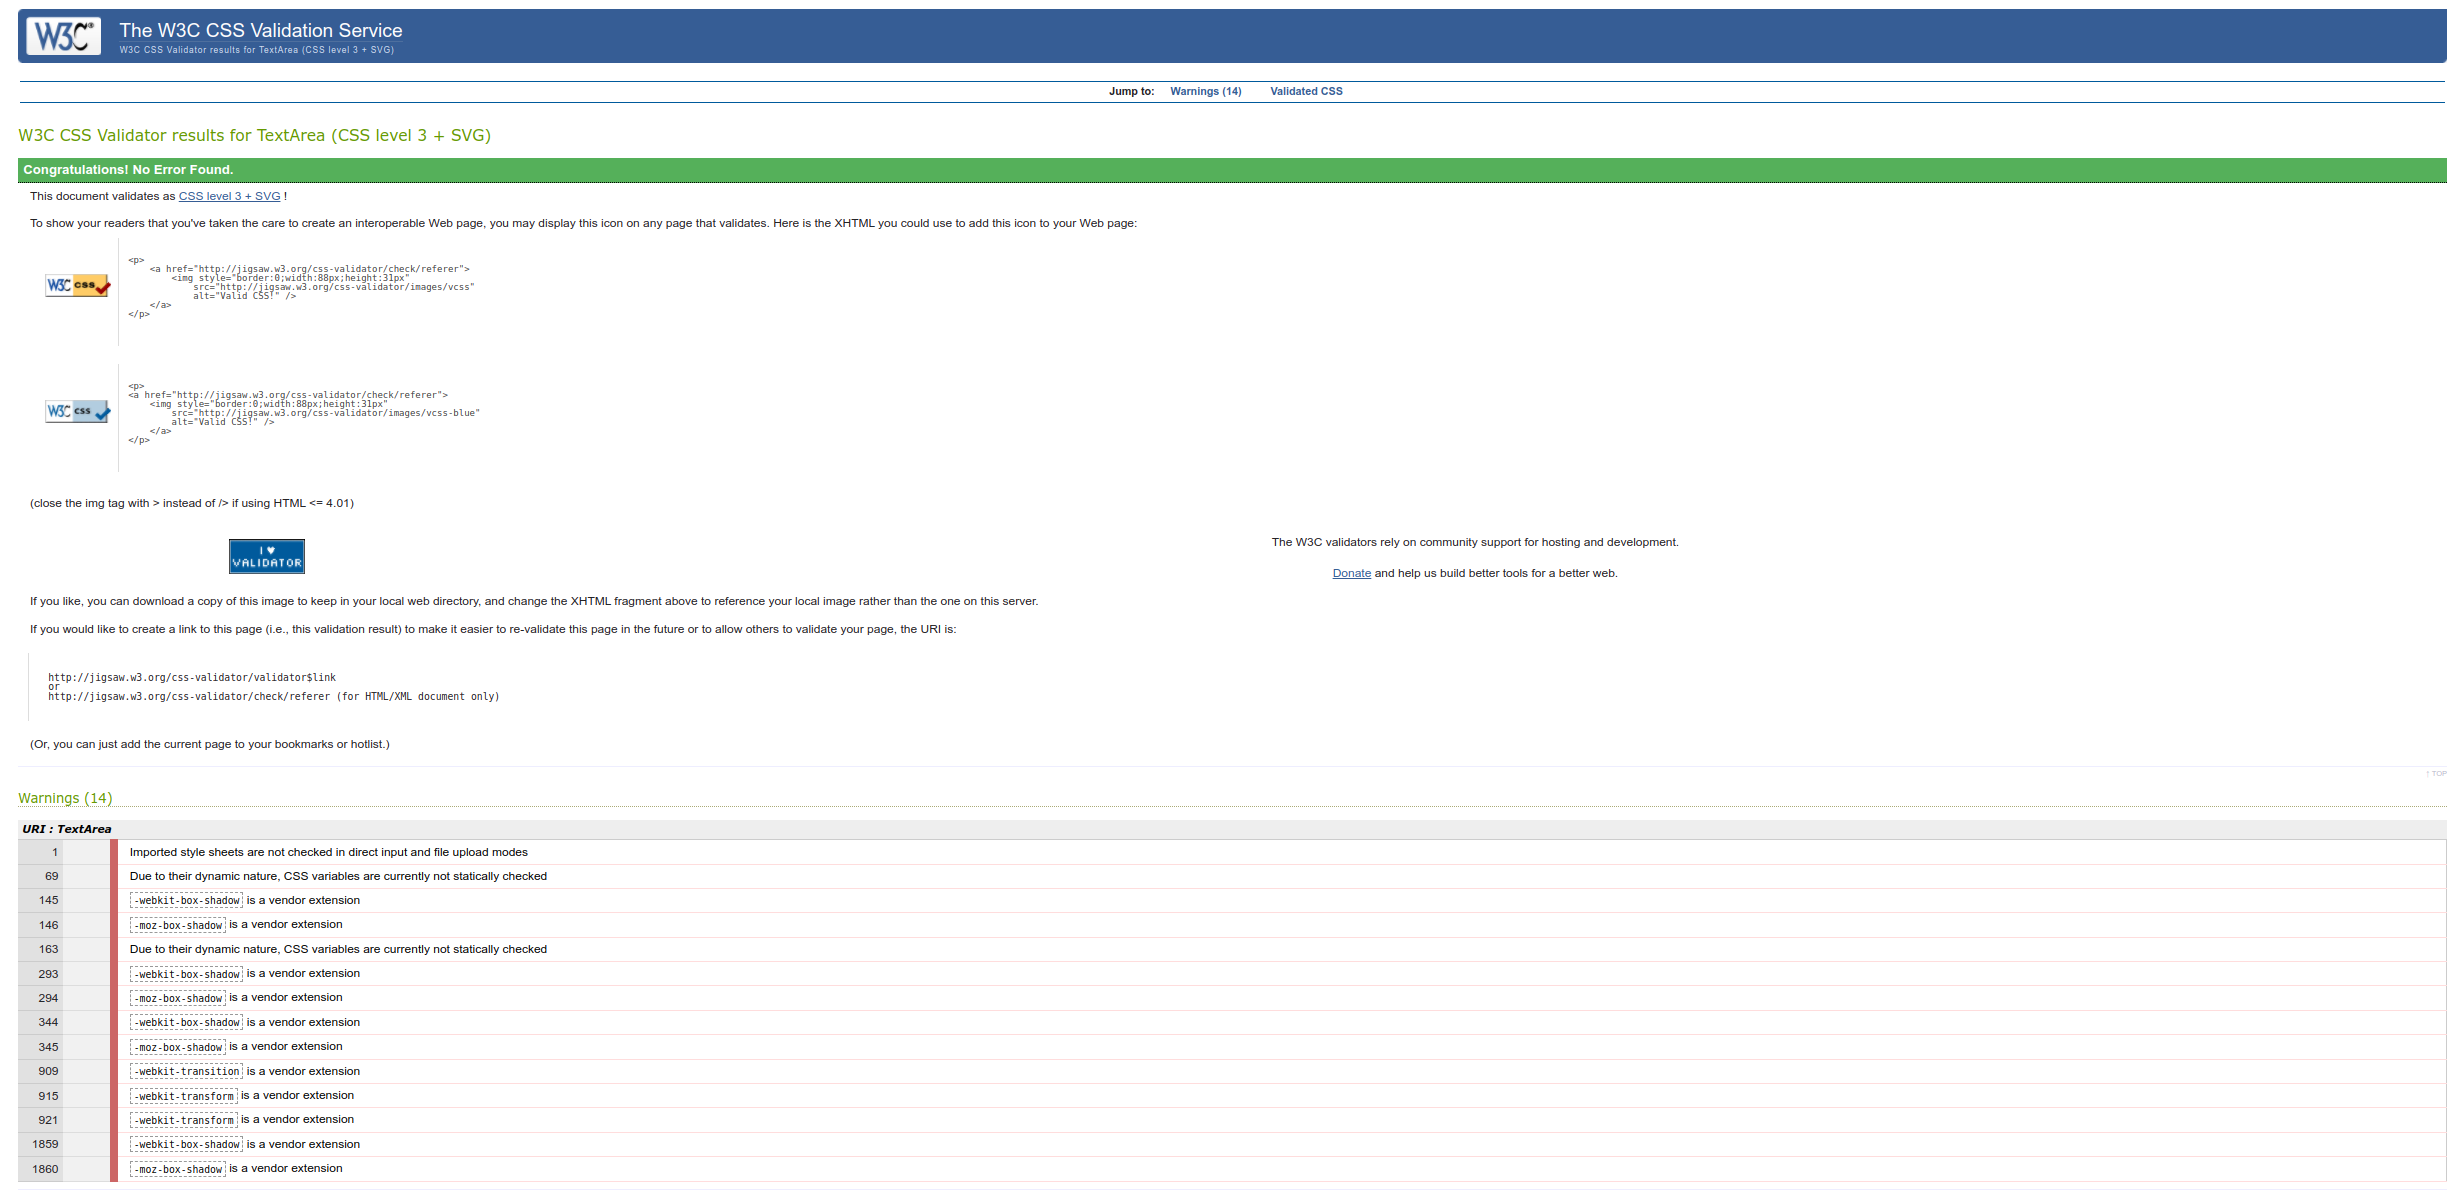 W3C®
The W3C CSS Validation Service
W3C CSS Validator results for TextArea (CSS level 3 + SVG)
Jump to: Warnings (14) Validated CSS
W3C CSS Validator results for TextArea (CSS level 3 + SVG)
Congratulations! No Error Found.
This document validates as CSS level 3 + SVG !
To show your readers that you've taken the care to create an interoperable Web page, you may display this icon on any page that validates. Here is the XHTML you could use to add this icon to your Web page:
W3C css
<p>
<a href="http://jigsaw.w3.org/css-validator/check/referer">
<img style="border:0;width:88px;height:31px"
src="http://jigsaw.w3.org/css-validator/images/vcss"
alt="Valid CSS!" />
</a>
</p>
W3C css
<p>
<a href="http://jigsaw.w3.org/css-validator/check/referer">
<img style="border:0;width:88px;height:31px"
src="http://jigsaw.w3.org/css-validator/images/vcss-blue"
alt="Valid CSS!" />
</a>
</p>
(close the img tag with > instead of /> if using HTML <= 4.01)
I ♥
VALIDATOR
The W3C validators rely on community support for hosting and development.
Donate and help us build better tools for a better web.
If you like, you can download a copy of this image to keep in your local web directory, and change the XHTML fragment above to reference your local image rather than the one on this server.
If you would like to create a link to this page (i.e., this validation result) to make it easier to re-validate this page in the future or to allow others to validate your page, the URI is:
http://jigsaw.w3.org/css-validator/validator$link
or
http://jigsaw.w3.org/css-validator/check/referer (for HTML/XML document only)
(Or, you can just add the current page to your bookmarks or hotlist.)
↑ TOP
Warnings (14)
URI : TextArea
1 Imported style sheets are not checked in direct input and file upload modes
69 Due to their dynamic nature, CSS variables are currently not statically checked
145 -webkit-box-shadow is a vendor extension
146 -moz-box-shadow is a vendor extension
163 Due to their dynamic nature, CSS variables are currently not statically checked
293 -webkit-box-shadow is a vendor extension
294 -moz-box-shadow is a vendor extension
344 -webkit-box-shadow is a vendor extension
345 -moz-box-shadow is a vendor extension
909 -webkit-transition is a vendor extension
915 -webkit-transform is a vendor extension
921 -webkit-transform is a vendor extension
1859 -webkit-box-shadow is a vendor extension
1860 -moz-box-shadow is a vendor extension